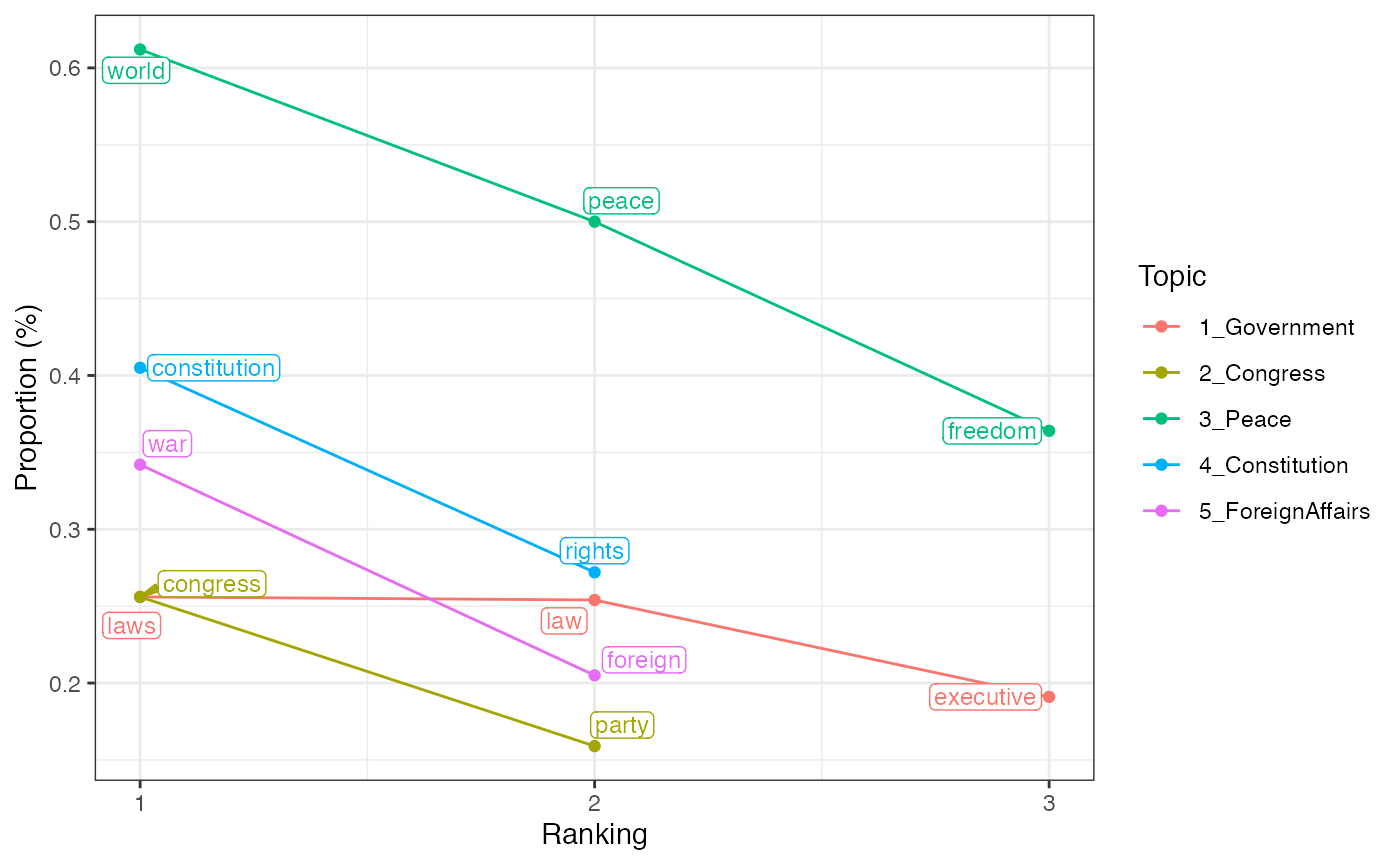 0.6
0.5
0.4
0.3
0.2
Proportion (%)
world
peace
freedom
constitution
war
rights
congress
laws
law
foreign
executive
party
1
2
3
Ranking
Topic
1_Government
2_Congress
3_Peace
4_Constitution
5_ForeignAffairs